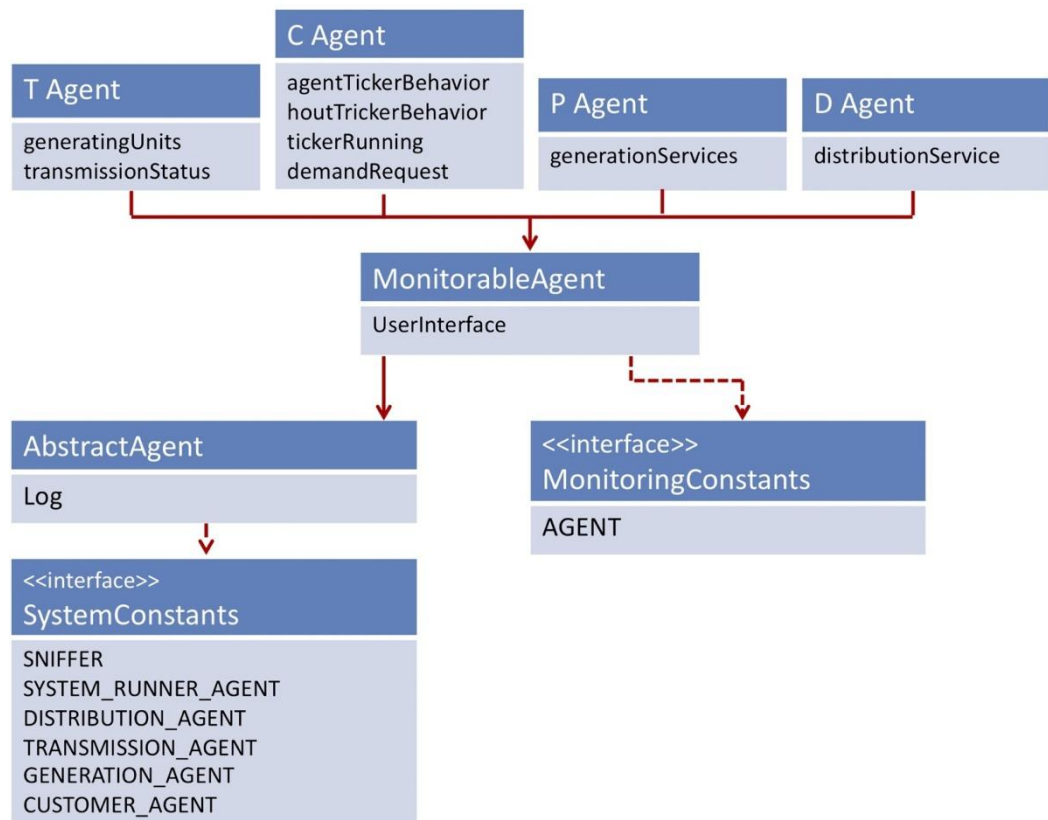 C Agent
agentTickerBehavior
houtTrickerBehavior
tickerRunning
demandRequest
T Agent
generatingUnits
transmissionStatus
P Agent
generationServices
D Agent
distributionService
MonitorableAgent
UserInterface
AbstractAgent
Log
<<interface>>
MonitoringConstants
AGENT
<<interface>>
SystemConstants
SNIFFER
SYSTEM_RUNNER_AGENT
DISTRIBUTION_AGENT
TRANSMISSION_AGENT
GENERATION_AGENT
CUSTOMER_AGENT